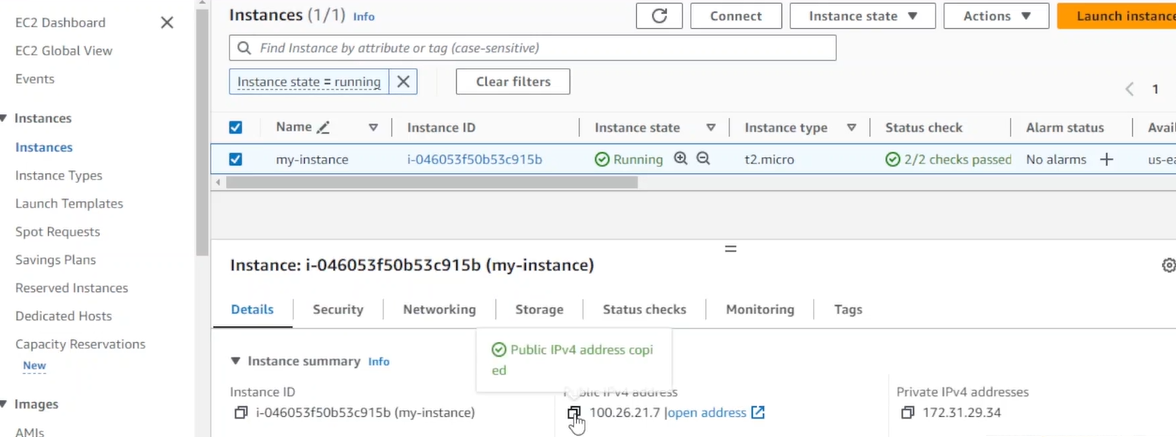 EC2 Dashboard
EC2 Global View
Events
Instances
Instances
Instance Types
Launch Templates
Spot Requests
Savings Plans
Reserved Instances
Dedicated Hosts
Capacity Reservations
New
Images
AMIs
Instances (1/1) Info
Connect
Instance state
Actions
Launch instance
Find Instance by attribute or tag (case-sensitive)
Instance state = running
Clear filters
1
Name Instance ID Instance state Instance type Status check Alarm status Avai
my-instance i-046053f50b53c915b Running t2.micro 2/2 checks passed No alarms us-ea
Instance: i-046053f50b53c915b (my-instance)
Details Security Networking Storage Status checks Monitoring Tags
Public IPv4 address copi
ed
Instance summary Info
Instance ID
i-046053f50b53c915b (my-instance)
Public IPv4 address
100.26.21.7 |open address
Private IPv4 addresses
172.31.29.34